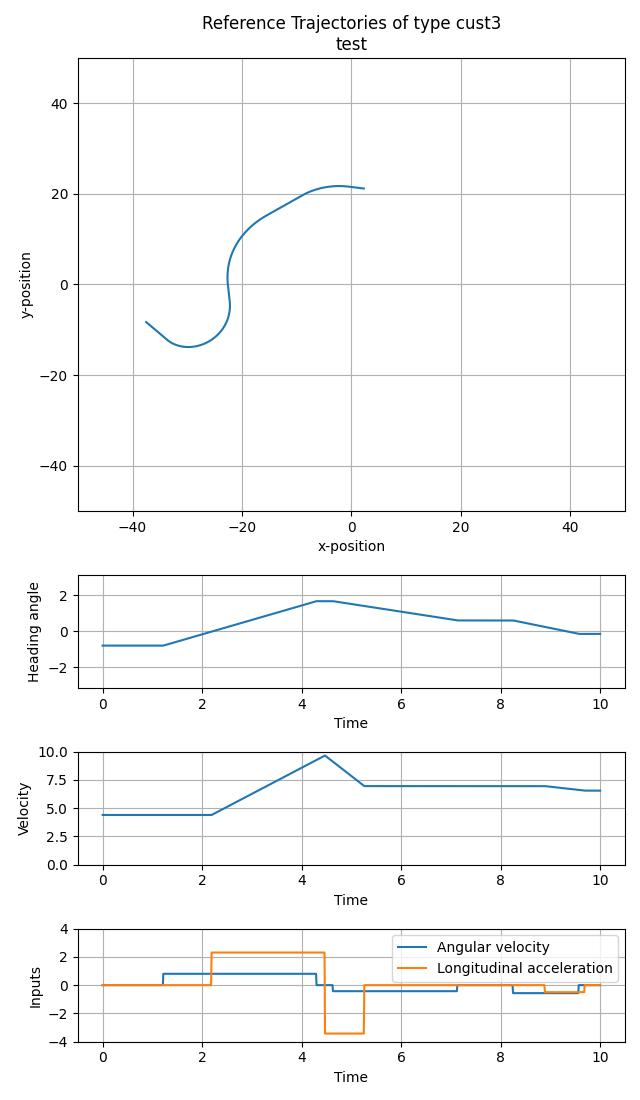 Reference Trajectories of type cust3
test
40
20
0
−20
−40
y-position
−40 −20 0 20 40
x-position
2
0
−2
Heading angle
0 2 4 6 8 10
Time
10.0
7.5
5.0
2.5
0.0
Velocity
0 2 4 6 8 10
Time
4
2
0
−2
−4
Inputs
Angular velocity
Longitudinal acceleration
0 2 4 6 8 10
Time